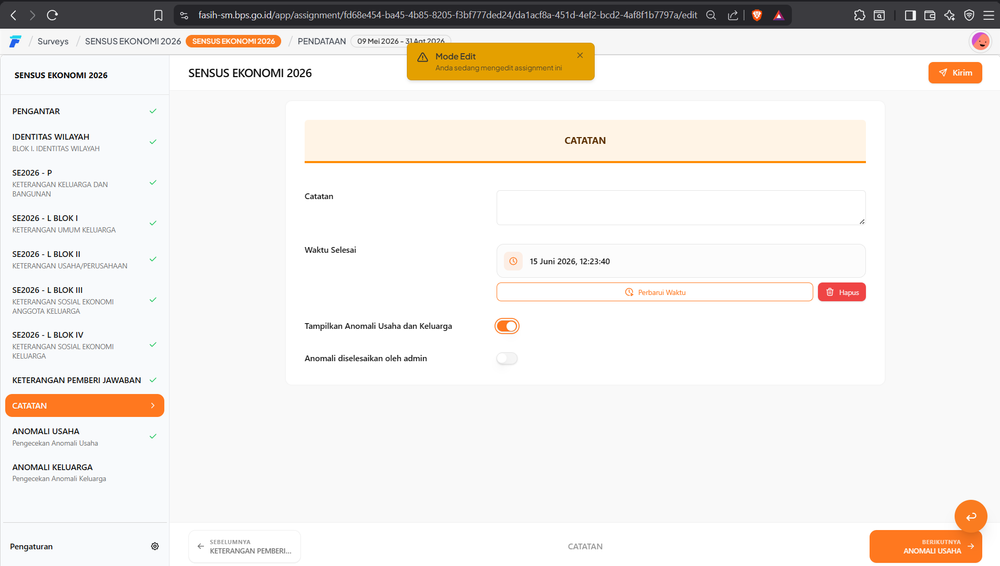 fasih-sm.bps.go.id/app/assignment/fd68e454-ba45-4b85-8205-f3bf777ded24/da1acf8a-451d-4ef2-bcd2-4af8f1b7797a/edit
/ Surveys / SENSUS EKONOMI 2026 SENSUS EKONOMI 2026 / PENDATAAN 09 Mei 2026 - 31 Agt 2026
Mode Edit
Anda sedang mengedit assignment ini
SENSUS EKONOMI 2026
SENSUS EKONOMI 2026
Kirim
PENGANTAR
IDENTITAS WILAYAH
BLOK I. IDENTITAS WILAYAH
SE2026 - P
KETERANGAN KELUARGA DAN
BANGUNAN
SE2026 - L BLOK I
KETERANGAN UMUM KELUARGA
SE2026 - L BLOK II
KETERANGAN USAHA/PERUSAHAAN
SE2026 - L BLOK III
KETERANGAN SOSIAL EKONOMI
ANGGOTA KELUARGA
SE2026 - L BLOK IV
KETERANGAN SOSIAL EKONOMI
KELUARGA
KETERANGAN PEMBERI JAWABAN
CATATAN
ANOMALI USAHA
Pengecekan Anomali Usaha
ANOMALI KELUARGA
Pengecekan Anomali Keluarga
Pengaturan
CATATAN
Catatan
Waktu Selesai
15 Juni 2026, 12:23:40
Perbarui Waktu
Hapus
Tampilkan Anomali Usaha dan Keluarga
Anomali diselesaikan oleh admin
SEBELUMNYA
KETERANGAN PEMBERI...
CATATAN
BERIKUTNYA
ANOMALI USAHA